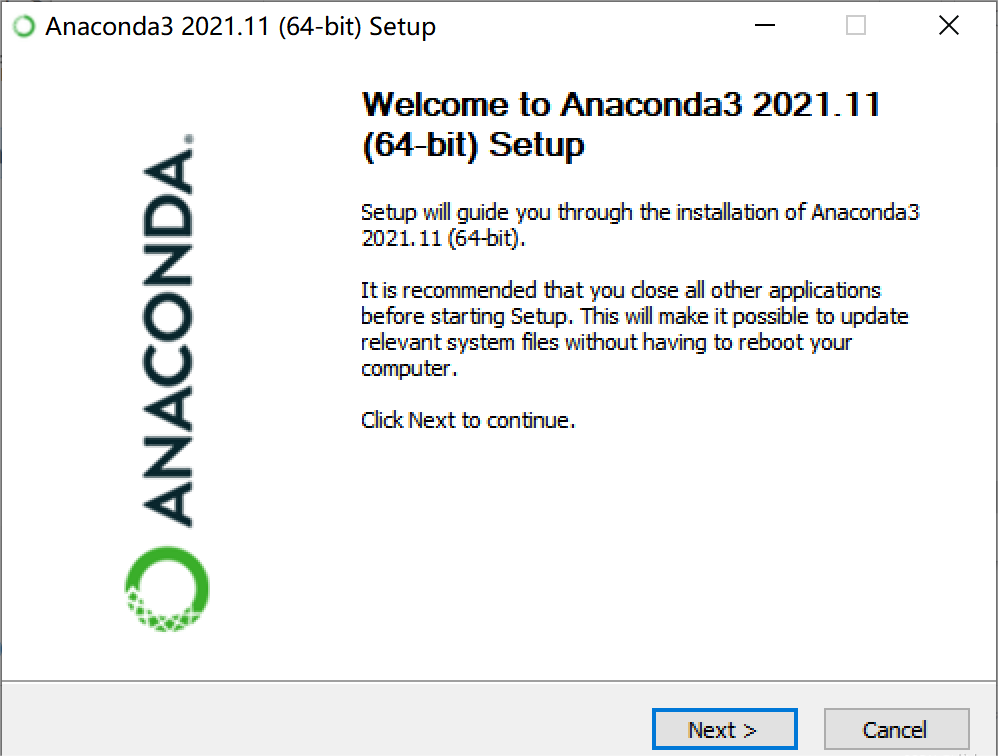 Anaconda3 2021.11 (64-bit) Setup
Welcome to Anaconda3 2021.11
(64-bit) Setup
ANACONDA.
Setup will guide you through the installation of Anaconda3
2021.11 (64-bit).
It is recommended that you close all other applications
before starting Setup. This will make it possible to update
relevant system files without having to reboot your
computer.
Click Next to continue.
Next >
Cancel